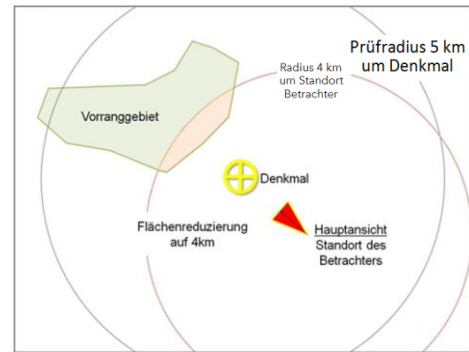 Prüfradius 5 km
um Denkmal
Radius 4 km
um Standort
Betrachter
Vorranggebiet
Denkmal
Flächenreduzierung
auf 4km
Hauptansicht
Standort des
Betrachters